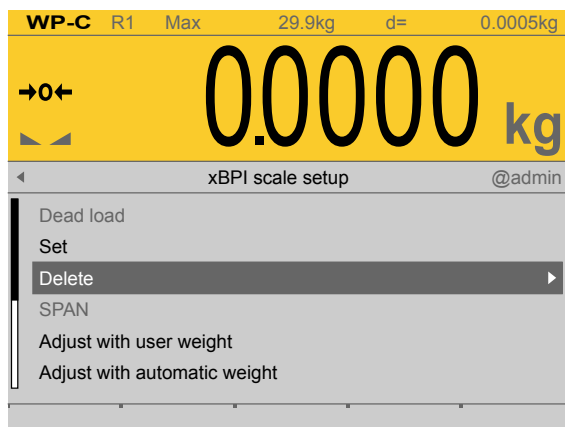 WP-C R1 Max 29.9kg d= 0.0005kg
→0← 0.0000 kg
xBPI scale setup @admin
Dead load
Set
Delete
SPAN
Adjust with user weight
Adjust with automatic weight